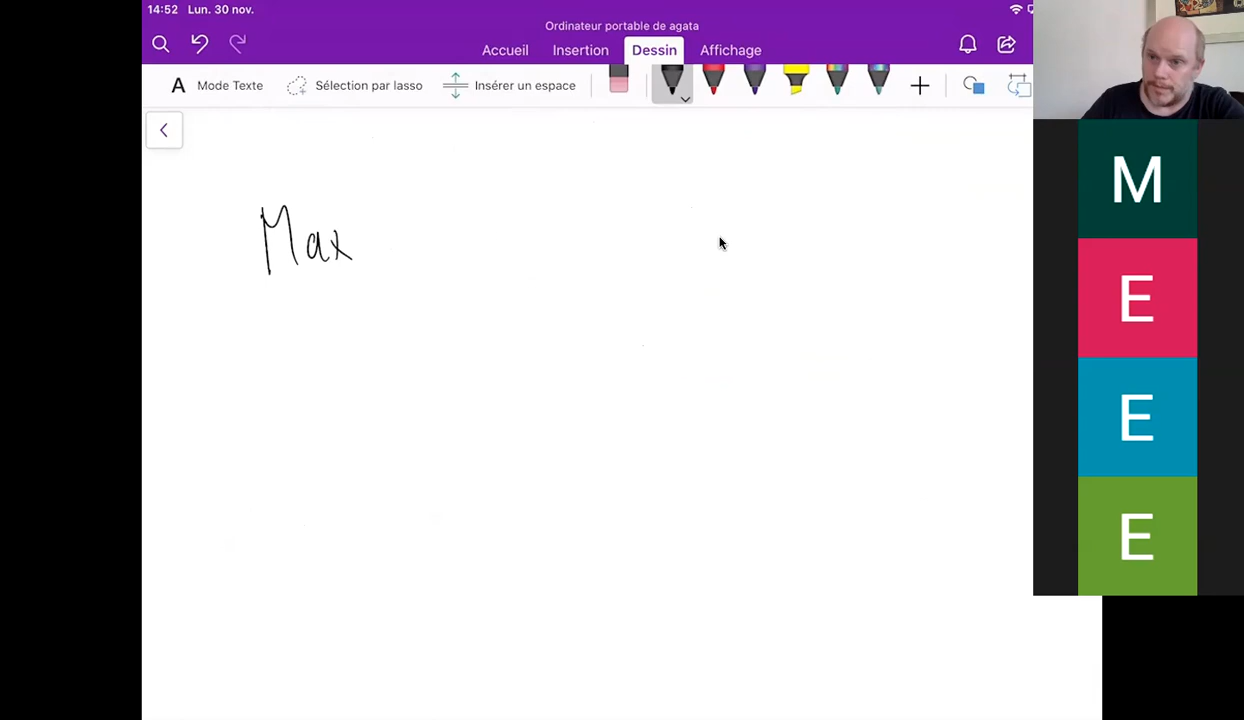 14:52 Lun. 30 nov.
Ordinateur portable de agata
Accueil Insertion Dessin Affichage
A Mode Texte Sélection par lasso Insérer un espace
Max
M
E
E
E